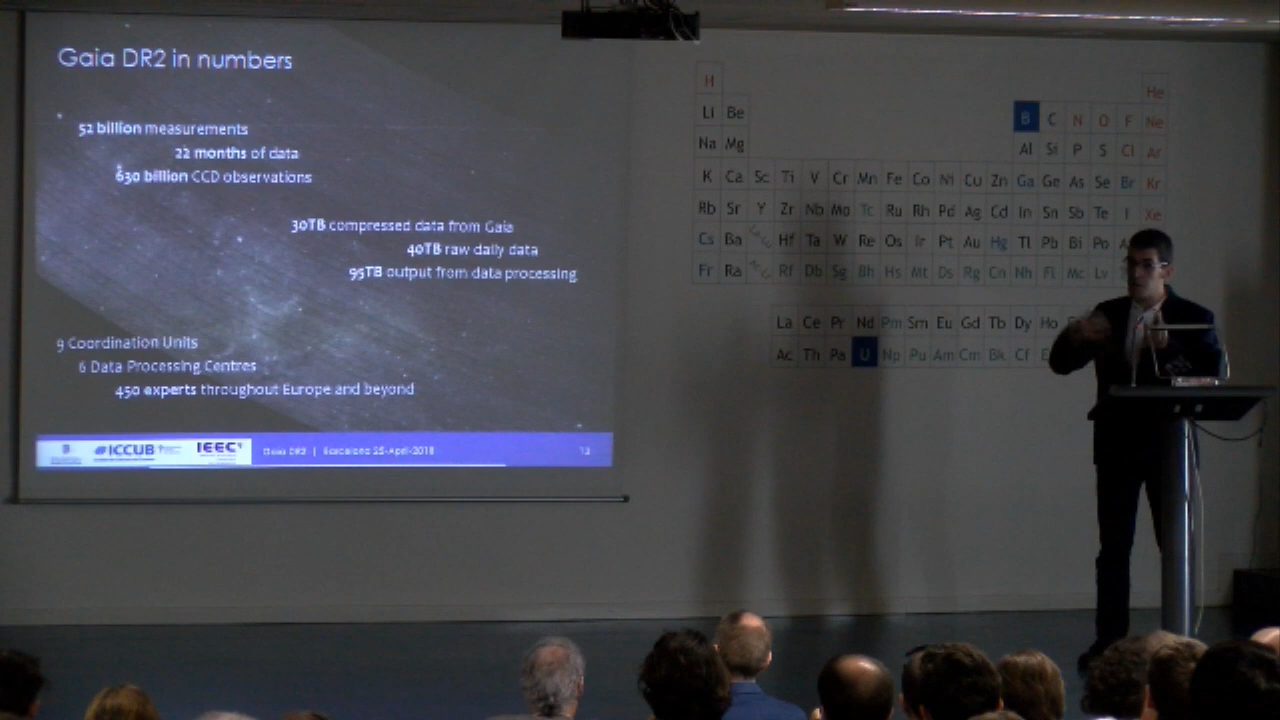 Gaia DR2 in numbers
52 billion measurements
22 months of data
630 billion CCD observations
30TB compressed data from Gaia
40TB raw daily data
95TB output from data processing
9 Coordination Units
6 Data Processing Centres
450 experts throughout Europe and beyond
ICCUB IEEC Gaia DR2 | Barcelona 25-April-2018 13
H He
Li Be B C N O F Ne
Na Mg Al Si P S Cl Ar
K Ca Sc Ti V Cr Mn Fe Co Ni Cu Zn Ga Ge As Se Br Kr
Rb Sr Y Zr Nb Mo Tc Ru Rh Pd Ag Cd In Sn Sb Te I Xe
Cs Ba Hf Ta W Re Os Ir Pt Au Hg Tl Pb Bi Po
Fr Ra Rf Db Sg Bh Hs Mt Ds Rg Cn Nh Fl Mc Lv
La Ce Pr Nd Pm Sm Eu Gd Tb Dy Ho
Ac Th Pa U Np Pu Am Cm Bk Cf